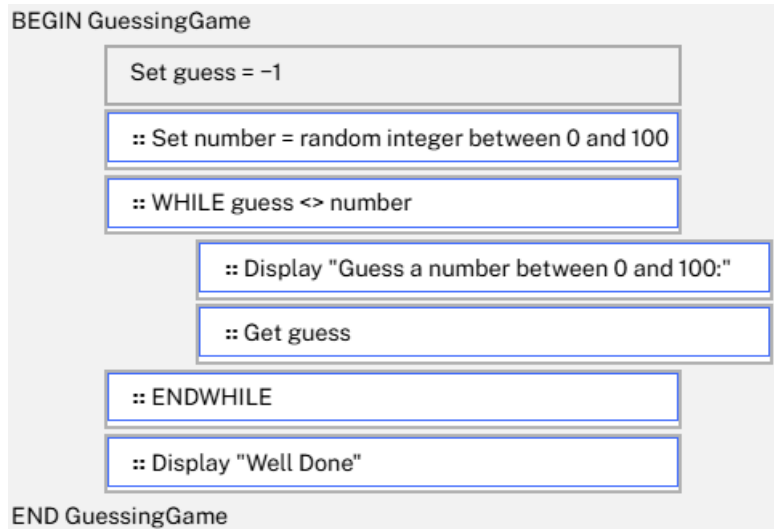 BEGIN GuessingGame
Set guess = −1
:: Set number = random integer between 0 and 100
:: WHILE guess <> number
:: Display "Guess a number between 0 and 100:"
:: Get guess
:: ENDWHILE
:: Display "Well Done"
END GuessingGame